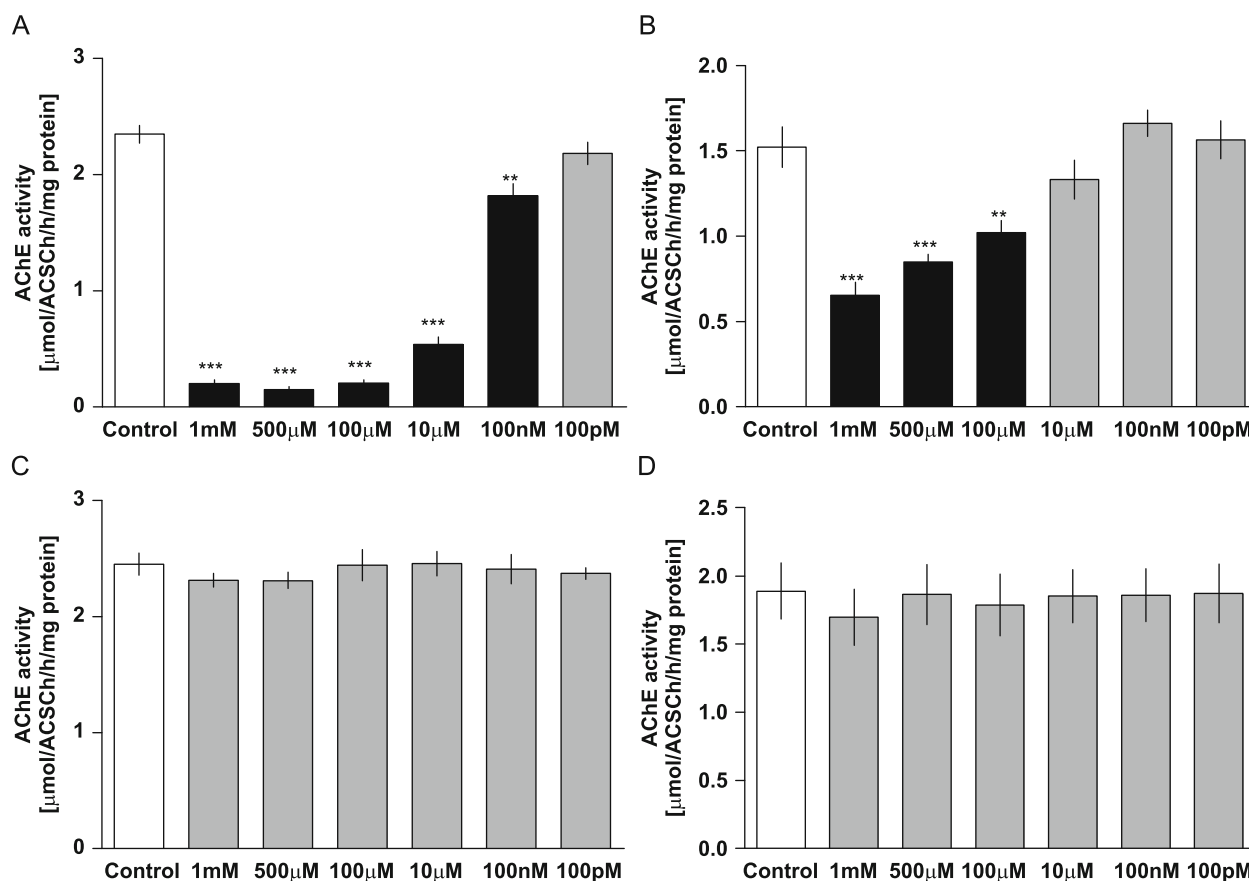 A
AChE activity
[μmol/ACSCh/h/mg protein]
3
2
1
0
***
***
***
***
**
Control 1mM 500μM 100μM 10μM 100nM 100pM
B
AChE activity
[μmol/ACSCh/h/mg protein]
2.0
1.5
1.0
0.5
0.0
***
***
**
Control 1mM 500μM 100μM 10μM 100nM 100pM
C
AChE activity
[μmol/ACSCh/h/mg protein]
3
2
1
0
Control 1mM 500μM 100μM 10μM 100nM 100pM
D
AChE activity
[μmol/ACSCh/h/mg protein]
2.5
2.0
1.5
1.0
0.5
0.0
Control 1mM 500μM 100μM 10μM 100nM 100pM